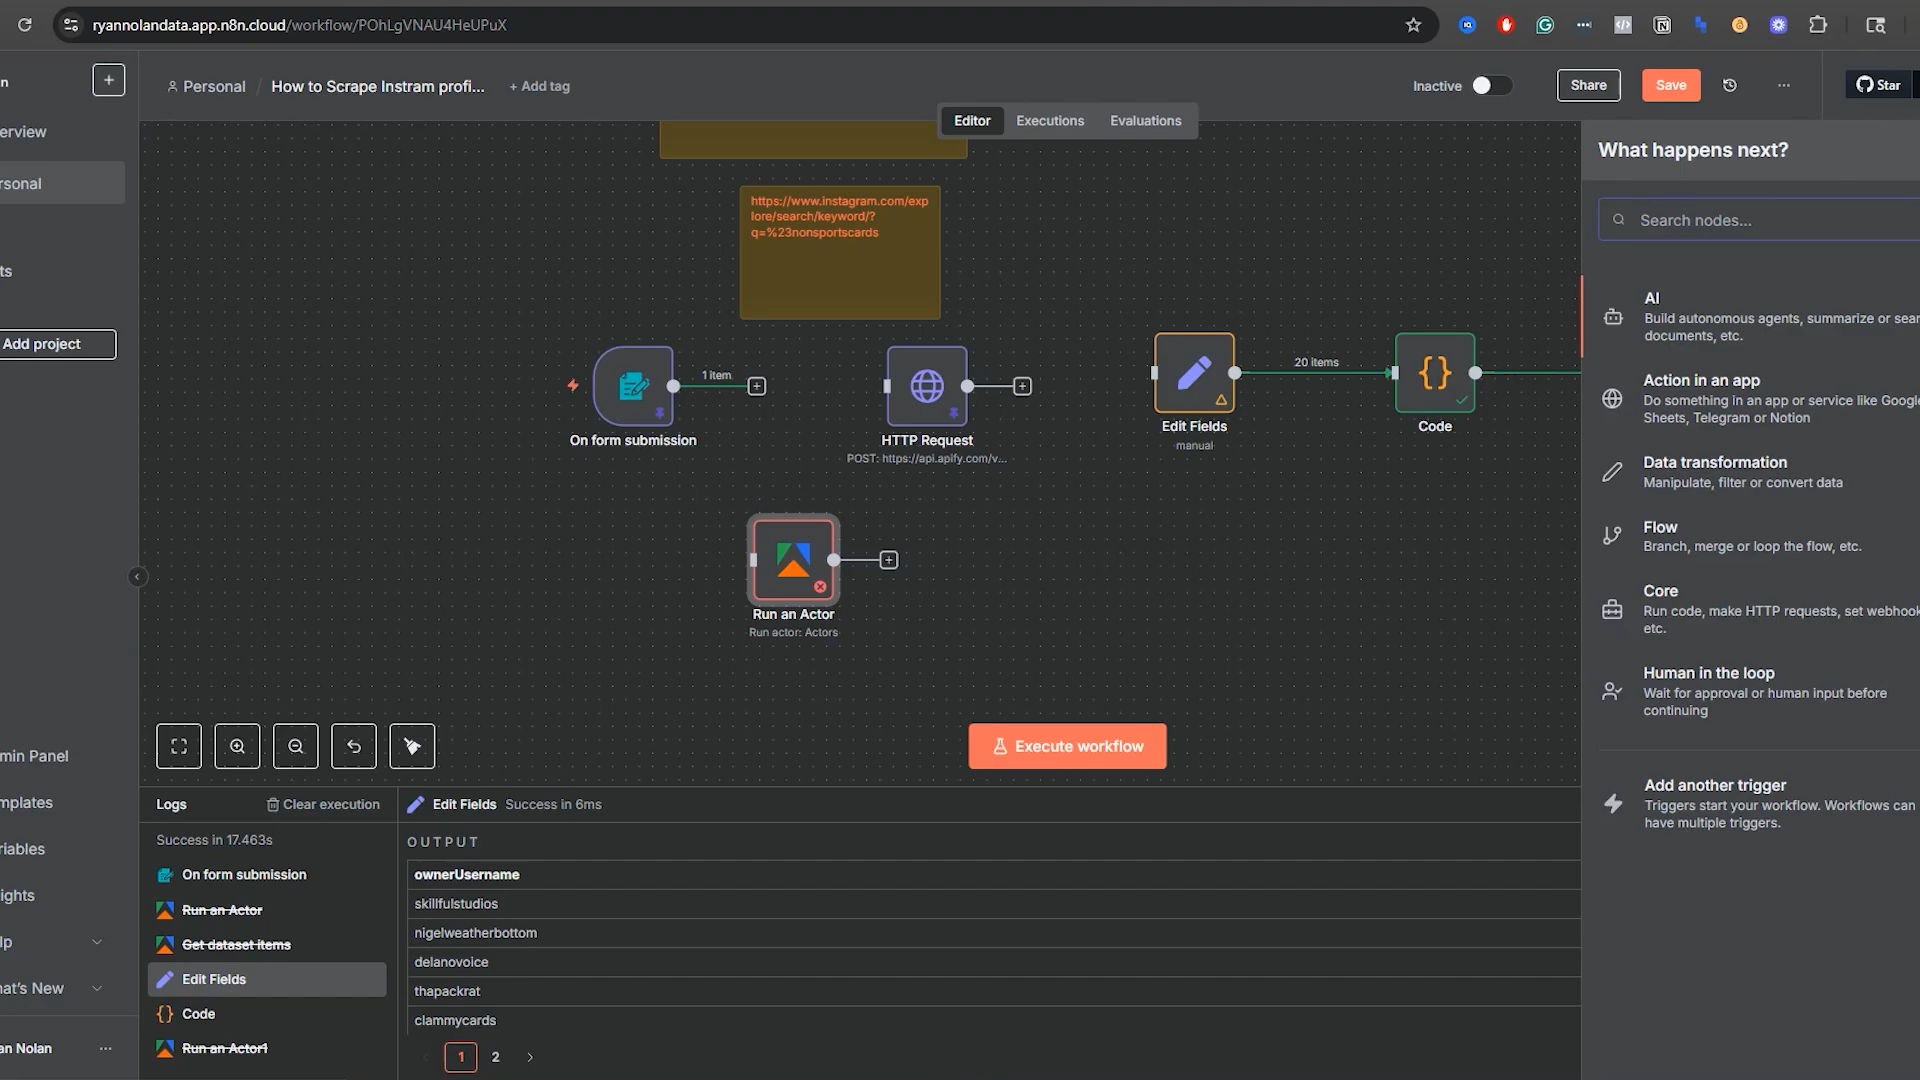 ryannolandata.app.n8n.cloud/workflow/POhLgVNAU4HeUPuX
n
+
Personal / How to Scrape Instram profi... + Add tag
Inactive
Share
Save
...
Star
Editor
Executions
Evaluations
erview
rsonal
ts
Add project
min Panel
mplates
riables
ights
lp
nat's New
an Nolan
...
https://www.instagram.com/exp
lore/search/keyword/?
q=%23nonsportscards
1 item
On form submission
HTTP Request
POST: https://api.apify.com/v...
Edit Fields
manual
20 items
Code
Run an Actor
Run actor: Actors
Execute workflow
Logs
Clear execution
Success in 17.463s
On form submission
Run an Actor
Get dataset items
Edit Fields
Code
Run an Actor1
Edit Fields Success in 6ms
OUTPUT
ownerUsername
skillfulstudios
nigelweatherbottom
delanovoice
thapackrat
clammycards
1 2
What happens next?
Search nodes...
AI
Build autonomous agents, summarize or sear
documents, etc.
Action in an app
Do something in an app or service like Google
Sheets, Telegram or Notion
Data transformation
Manipulate, filter or convert data
Flow
Branch, merge or loop the flow, etc.
Core
Run code, make HTTP requests, set webhook
etc.
Human in the loop
Wait for approval or human input before
continuing
Add another trigger
Triggers start your workflow. Workflows can
have multiple triggers.